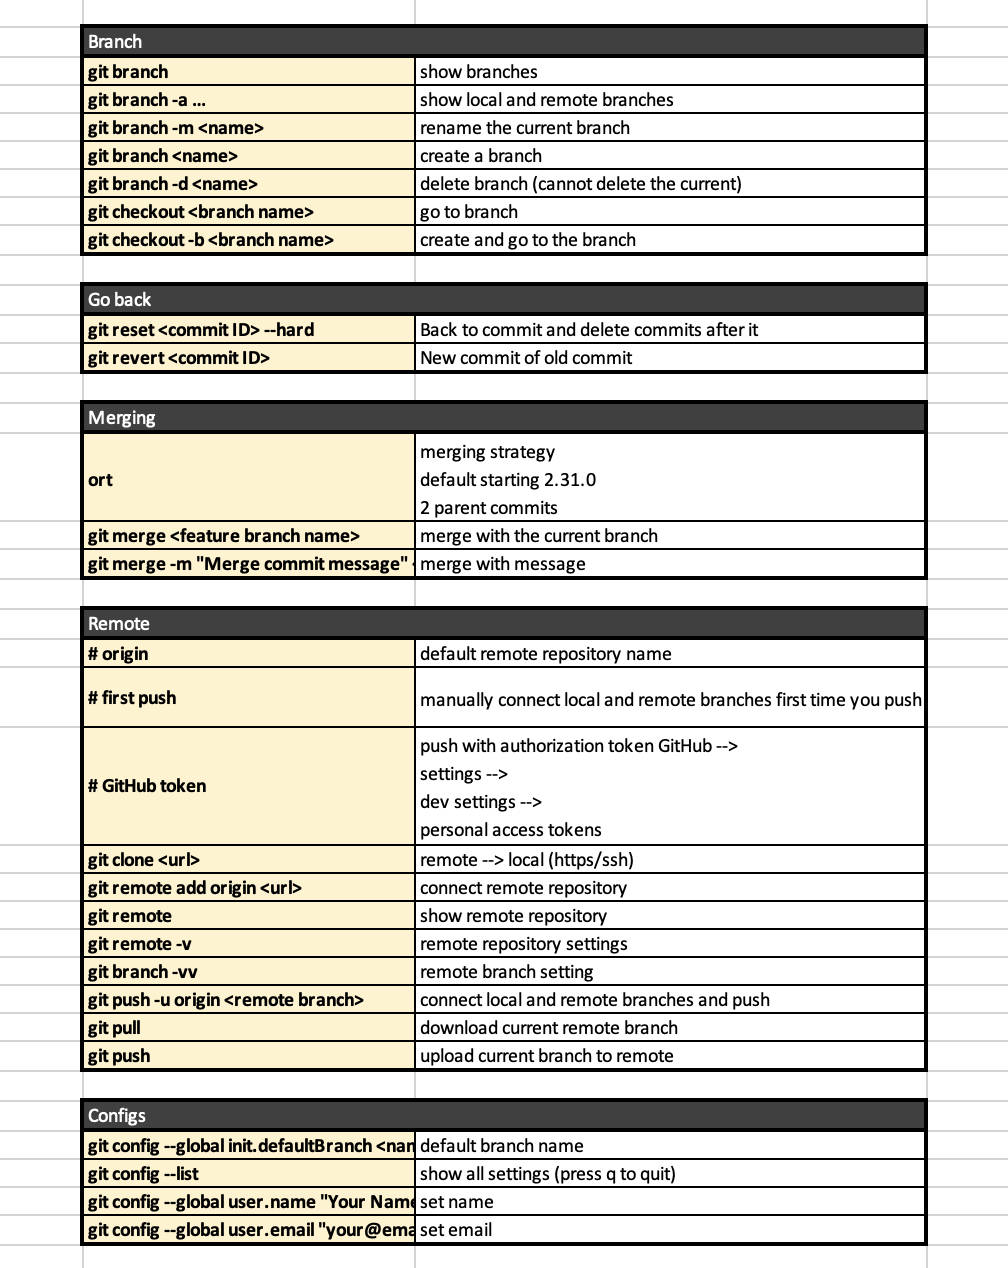 Branch
git branch show branches
git branch -a ... show local and remote branches
git branch -m <name> rename the current branch
git branch <name> create a branch
git branch -d <name> delete branch (cannot delete the current)
git checkout <branch name> go to branch
git checkout -b <branch name> create and go to the branch
Go back
git reset <commit ID> --hard Back to commit and delete commits after it
git revert <commit ID> New commit of old commit
Merging
ort
merging strategy
default starting 2.31.0
2 parent commits
git merge <feature branch name> merge with the current branch
git merge -m "Merge commit message" merge with message
Remote
# origin default remote repository name
# first push manually connect local and remote branches first time you push
# GitHub token
push with authorization token GitHub -->
settings -->
dev settings -->
personal access tokens
git clone <url> remote --> local (https/ssh)
git remote add origin <url> connect remote repository
git remote show remote repository
git remote -v remote repository settings
git branch -vv remote branch setting
git push -u origin <remote branch> connect local and remote branches and push
git pull download current remote branch
git push upload current branch to remote
Configs
git config --global init.defaultBranch <nam default branch name
git config --list show all settings (press q to quit)
git config --global user.name "Your Name set name
git config --global user.email "your@ema set email